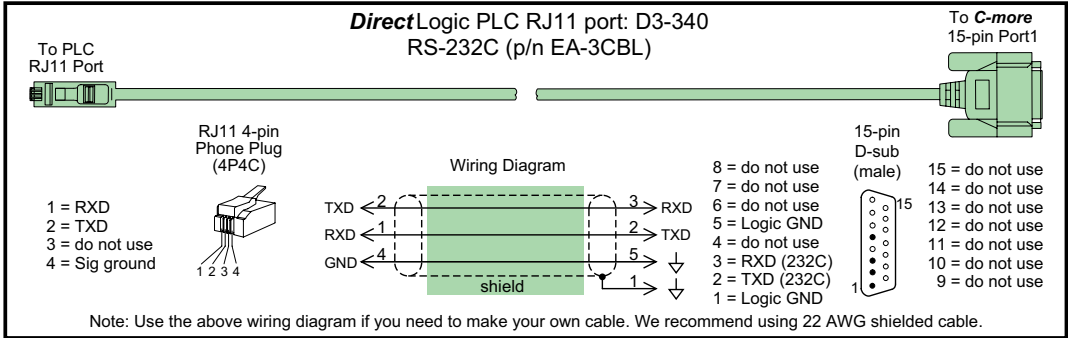 DirectLogic PLC RJ11 port: D3-340
RS-232C (p/n EA-3CBL)
To PLC
RJ11 Port
To C-more
15-pin Port1
RJ11 4-pin
Phone Plug
(4P4C)
1 = RXD
2 = TXD
3 = do not use
4 = Sig ground
1 2 3 4
Wiring Diagram
TXD 2 3 RXD
RXD 1 2 TXD
GND 4 5
1
shield
8 = do not use
7 = do not use
6 = do not use
5 = Logic GND
4 = do not use
3 = RXD (232C)
2 = TXD (232C)
1 = Logic GND
15-pin
D-sub
(male)
15
1
15 = do not use
14 = do not use
13 = do not use
12 = do not use
11 = do not use
10 = do not use
9 = do not use
Note: Use the above wiring diagram if you need to make your own cable. We recommend using 22 AWG shielded cable.